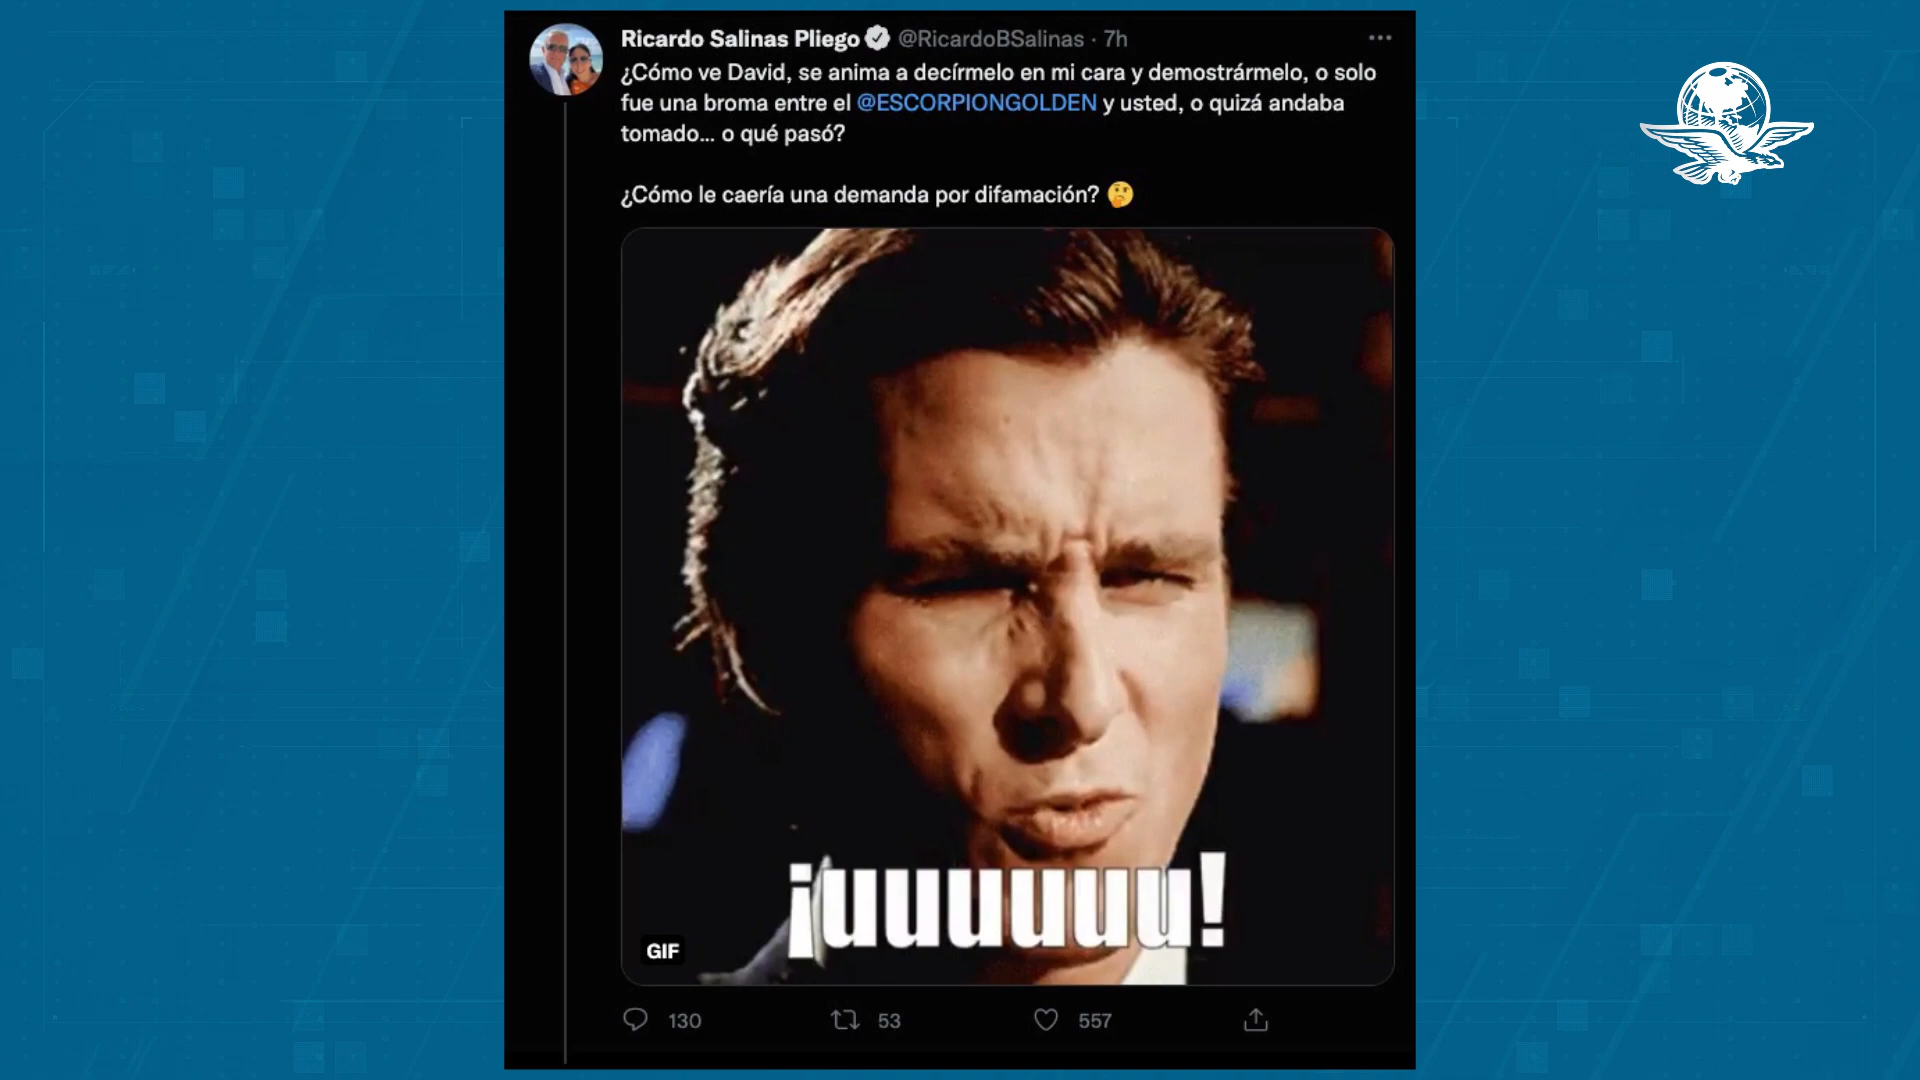 Ricardo Salinas Pliego @RicardoBSalinas · 7h
¿Cómo ve David, se anima a decírmelo en mi cara y demostrármelo, o solo
fue una broma entre el @ESCORPIONGOLDEN y usted, o quizá andaba
tomado... o qué pasó?
¿Cómo le caería una demanda por difamación? 🤔
¡uuuuuu!
GIF
130 53 557